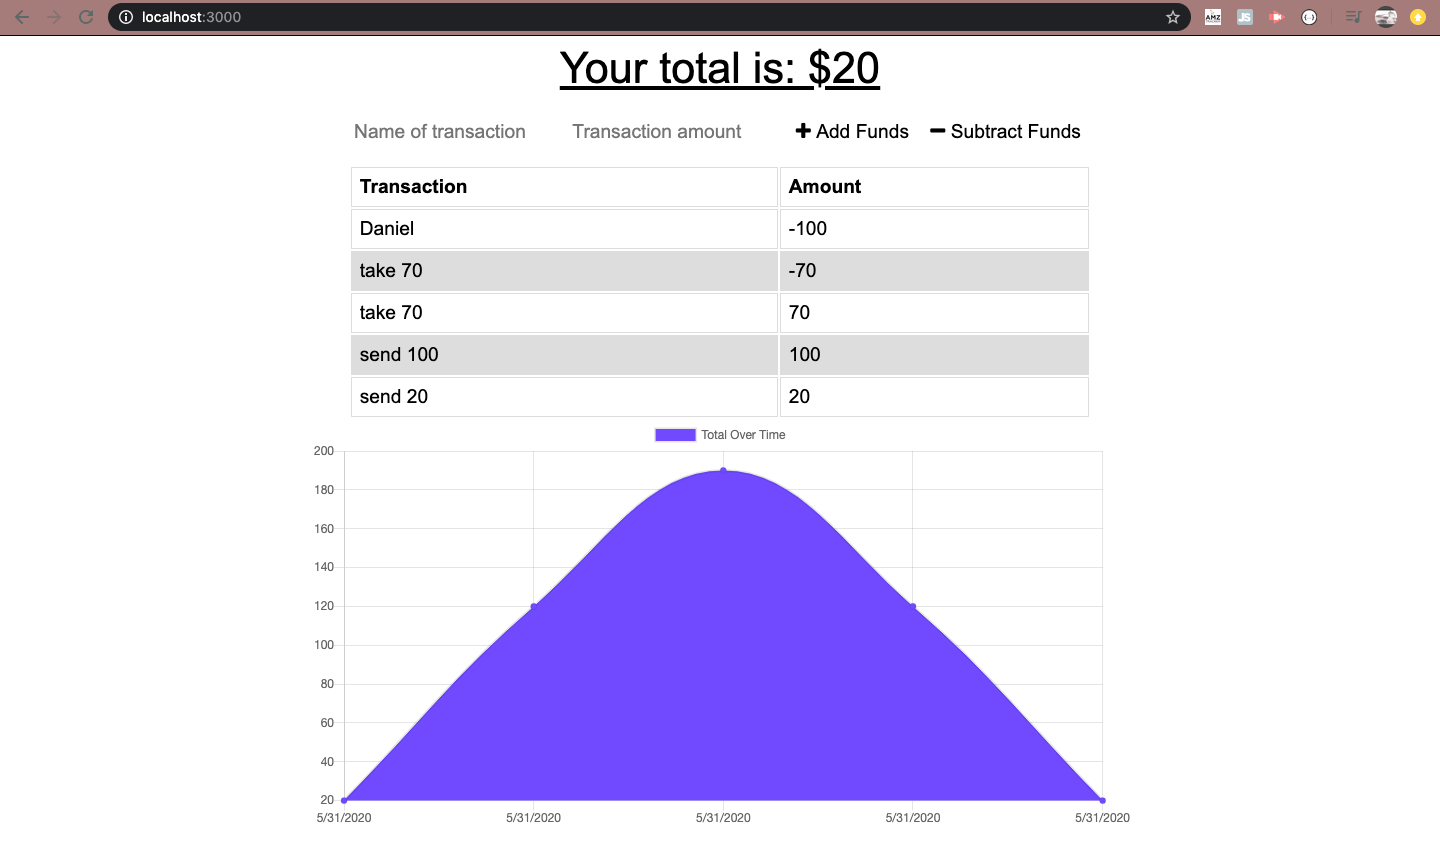 localhost:3000
AMZ
JS
Your total is: $20
Name of transaction Transaction amount Add Funds Subtract Funds
Transaction Amount
Daniel -100
take 70 -70
take 70 70
send 100 100
send 20 20
Total Over Time
200
180
160
140
120
100
80
60
40
20
5/31/2020 5/31/2020 5/31/2020 5/31/2020 5/31/2020